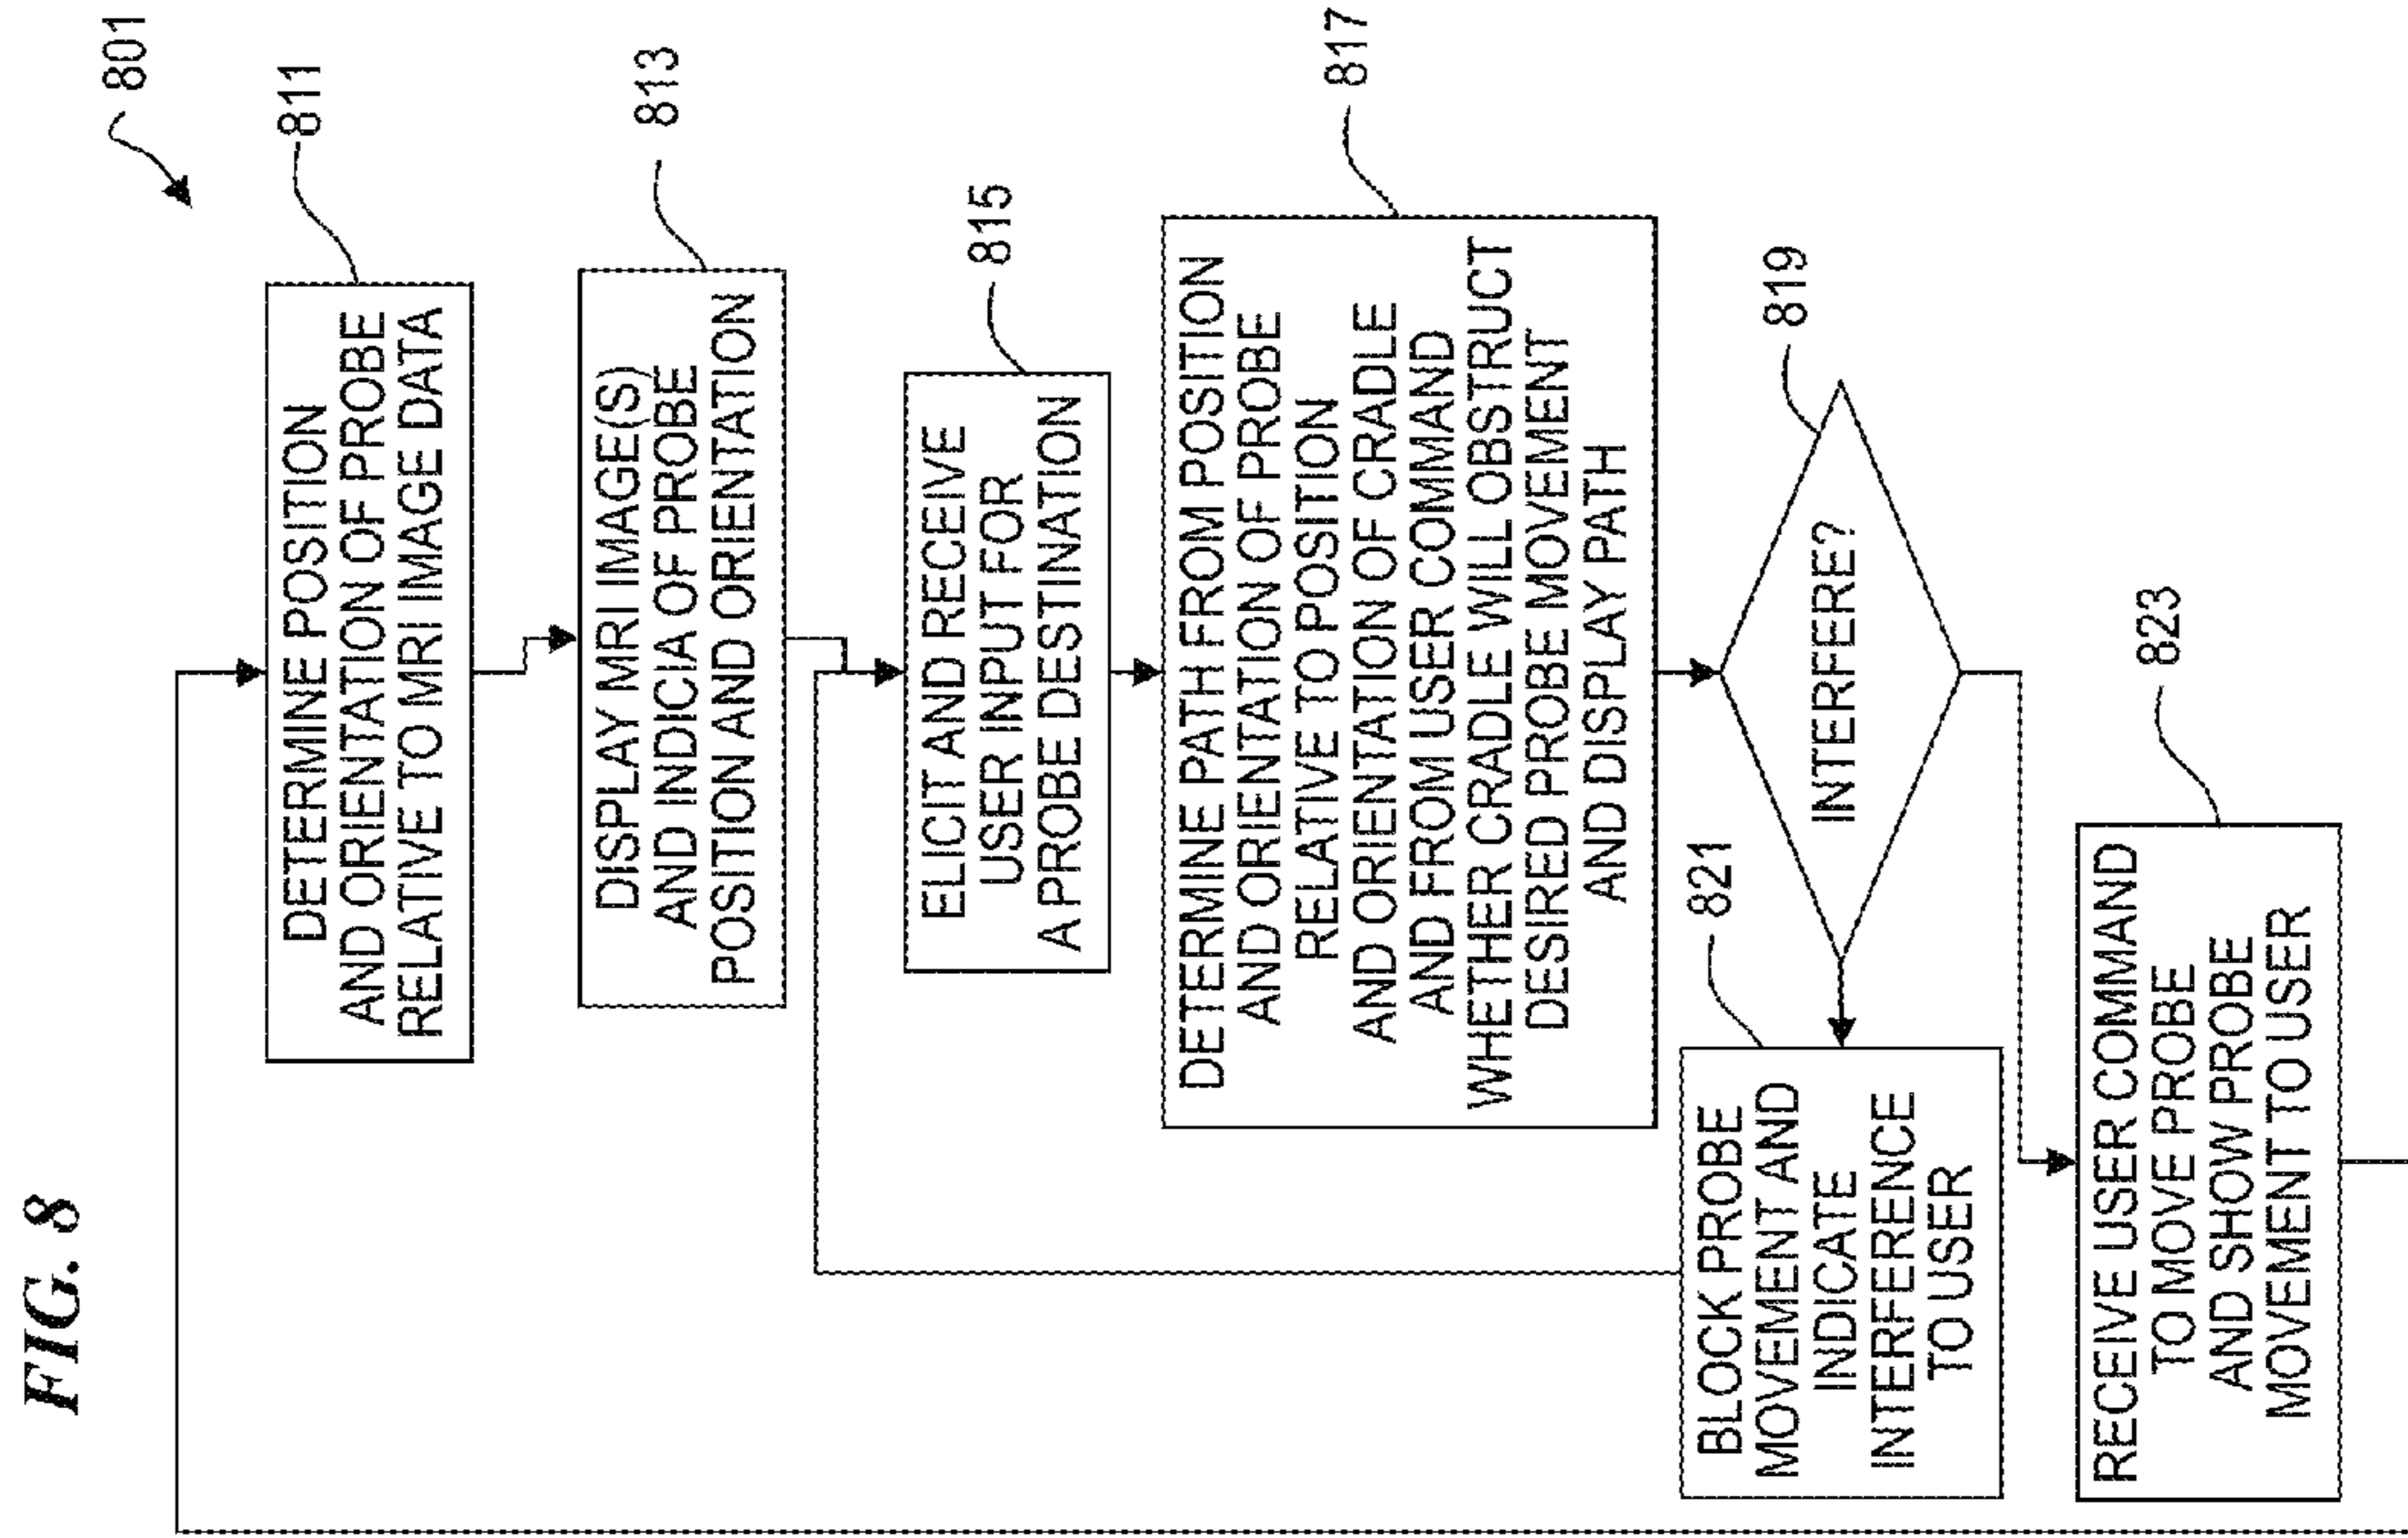 FIG. 8
801
DETERMINE POSITION
AND ORIENTATION OF PROBE
RELATIVE TO MRI IMAGE DATA
811
DISPLAY MRI IMAGE(S)
AND INDICIA OF PROBE
POSITION AND ORIENTATION
813
ELICIT AND RECEIVE
USER INPUT FOR
A PROBE DESTINATION
815
DETERMINE PATH FROM POSITION
AND ORIENTATION OF PROBE
RELATIVE TO POSITION
AND ORIENTATION OF CRADLE
AND FROM USER COMMAND
WHETHER CRADLE WILL OBSTRUCT
DESIRED PROBE MOVEMENT
AND DISPLAY PATH
817
INTERFERE?
819
BLOCK PROBE
MOVEMENT AND
INDICATE
INTERFERENCE
TO USER
821
RECEIVE USER COMMAND
TO MOVE PROBE
AND SHOW PROBE
MOVEMENT TO USER
823